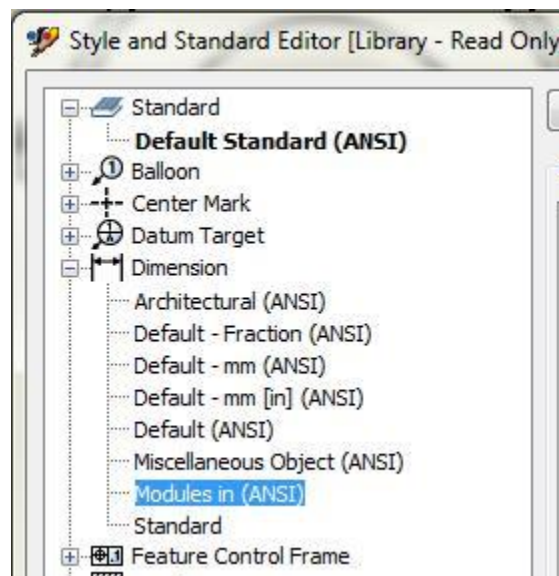 Style and Standard Editor [Library - Read Only
Standard
Default Standard (ANSI)
Balloon
Center Mark
Datum Target
Dimension
Architectural (ANSI)
Default - Fraction (ANSI)
Default - mm (ANSI)
Default - mm [in] (ANSI)
Default (ANSI)
Miscellaneous Object (ANSI)
Modules in (ANSI)
Standard
Feature Control Frame